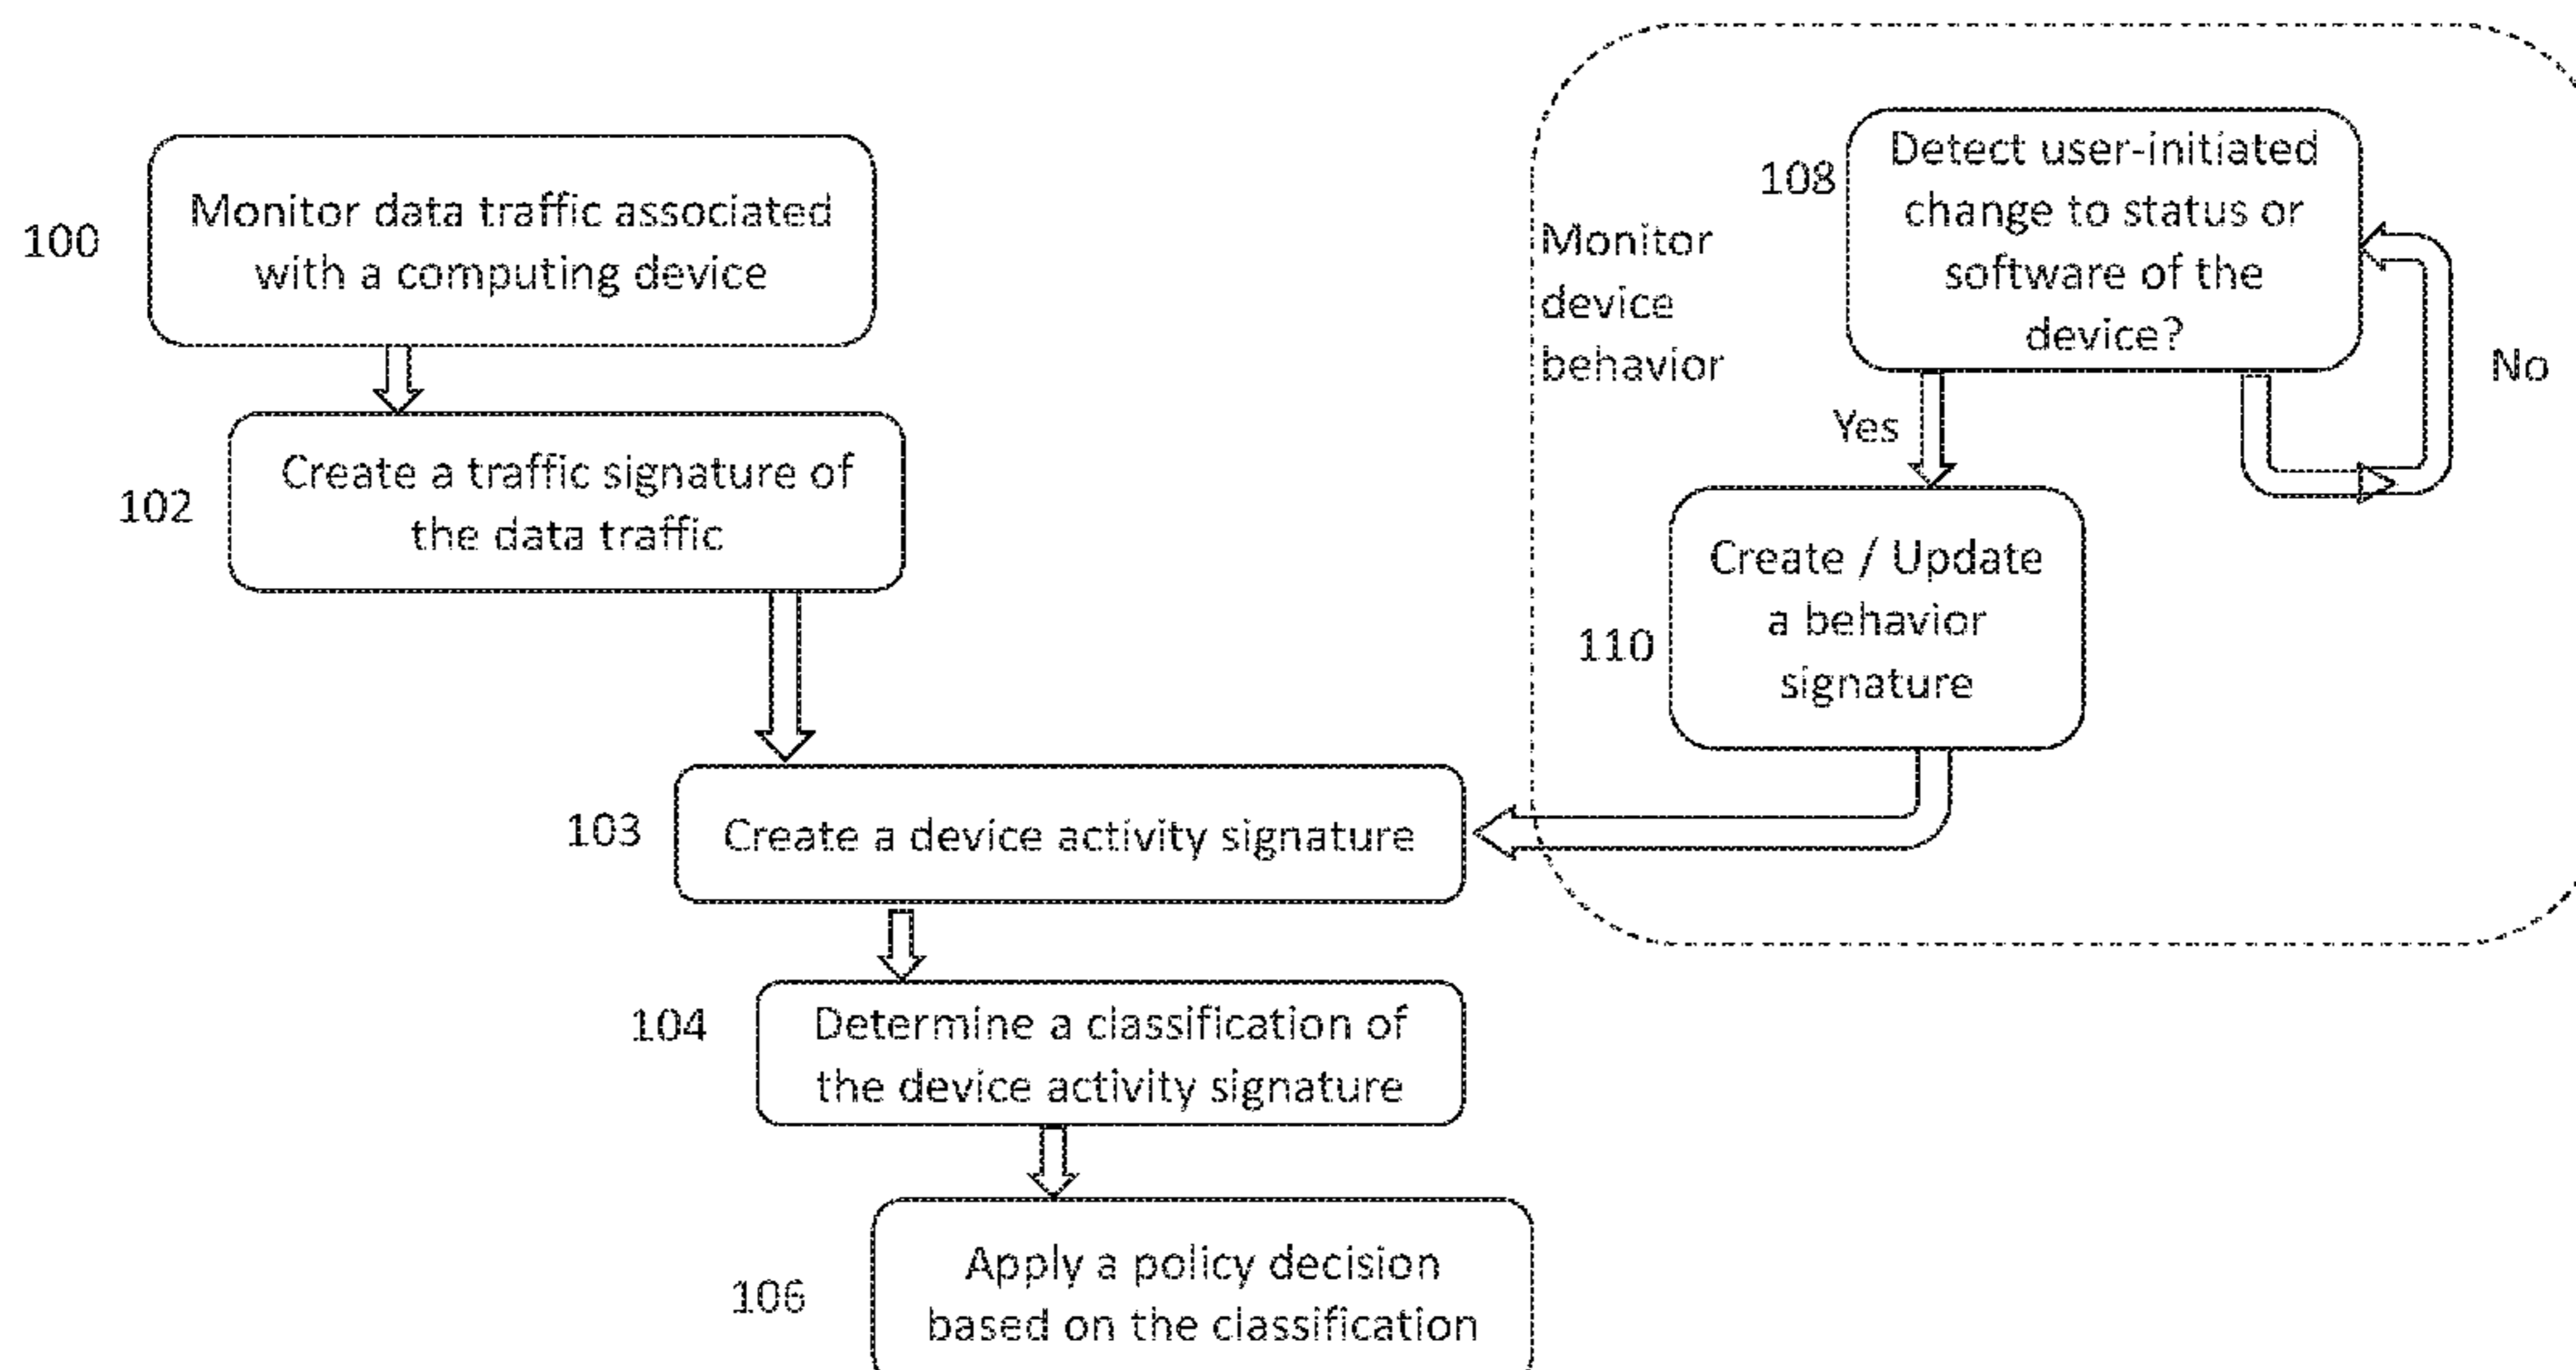 100
Monitor data traffic associated
with a computing device
102
Create a traffic signature of
the data traffic
103
Create a device activity signature
104
Determine a classification of
the device activity signature
106
Apply a policy decision
based on the classification
Monitor
device
behavior
108
Detect user-initiated
change to status or
software of the
device?
No
Yes
110
Create / Update
a behavior
signature